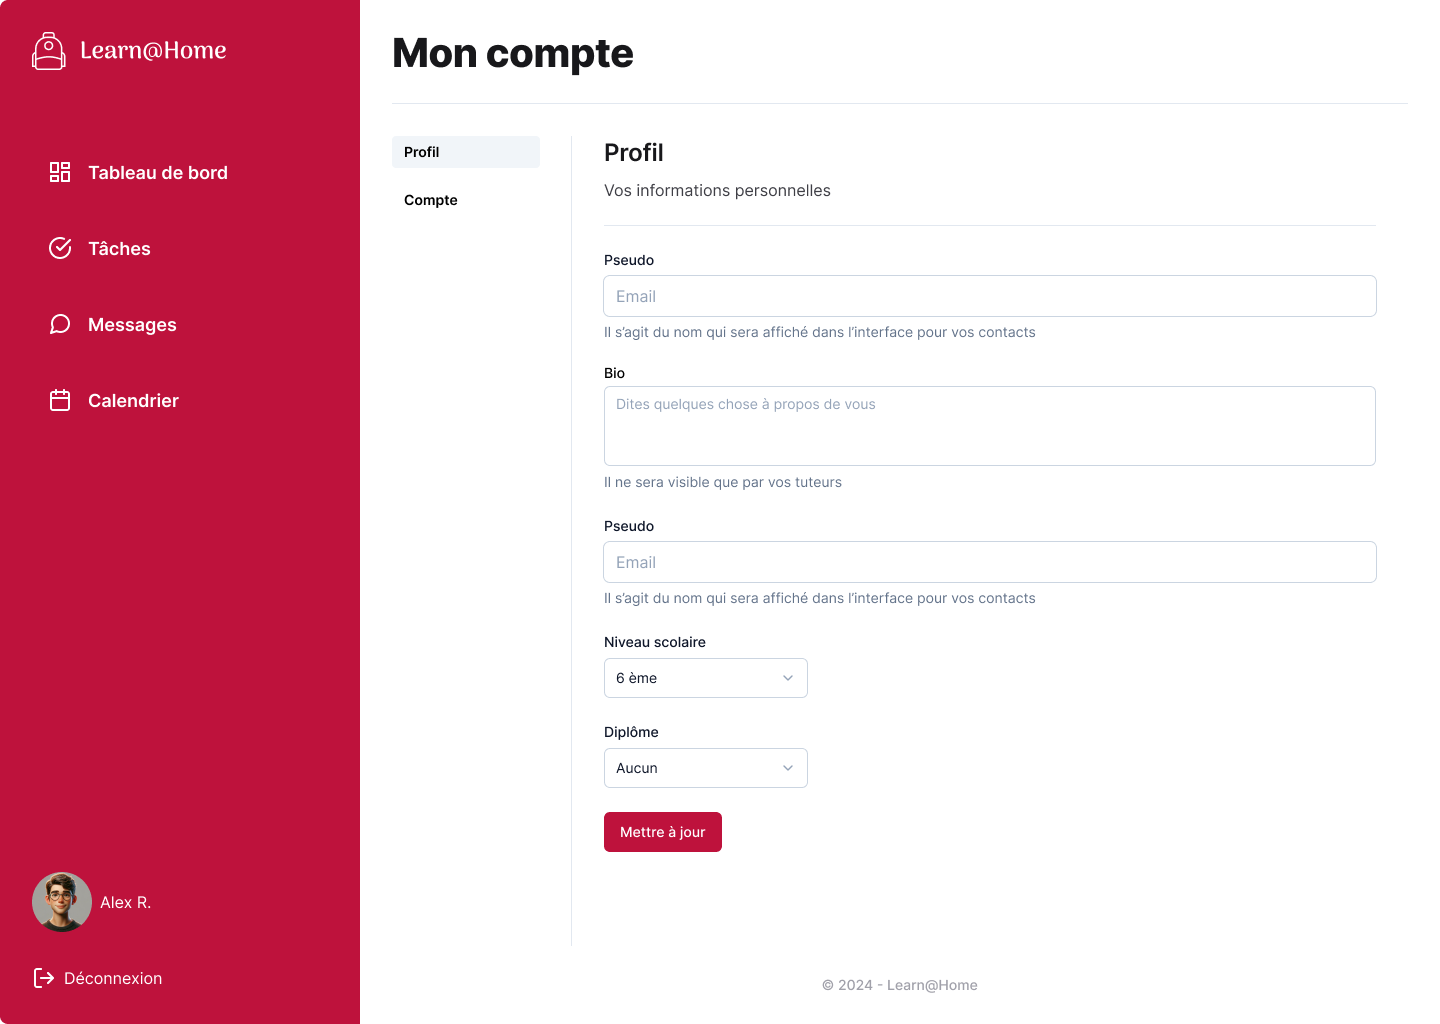 Learn@Home
Tableau de bord
Tâches
Messages
Calendrier
Alex R.
Déconnexion
Mon compte
Profil
Compte
Profil
Vos informations personnelles
Pseudo
Email
Il s’agit du nom qui sera affiché dans l’interface pour vos contacts
Bio
Dites quelques chose à propos de vous
Il ne sera visible que par vos tuteurs
Pseudo
Email
Il s’agit du nom qui sera affiché dans l’interface pour vos contacts
Niveau scolaire
6 ème
Diplôme
Aucun
Mettre à jour
© 2024 - Learn@Home